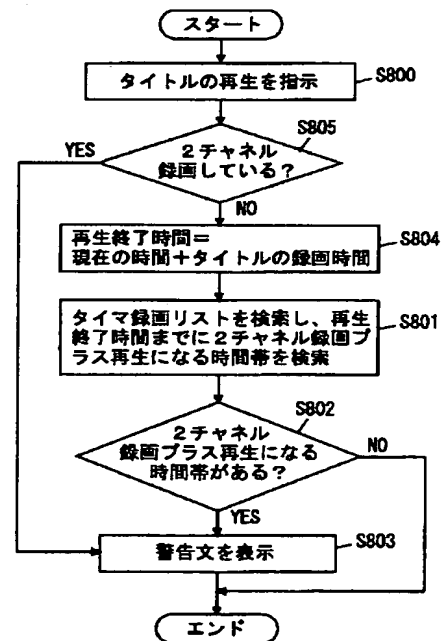 スタート
タイトルの再生を指示
S800
S805
YES
2チャネル
録画している?
NO
再生終了時間=
現在の時間+タイトルの録画時間
S804
タイマ録画リストを検索し、再生
終了時間までに2チャネル録画プ
ラス再生になる時間帯を検索
S801
S802
2チャネル
録画プラス再生になる
時間帯がある?
NO
YES
警告文を表示
S803
エンド